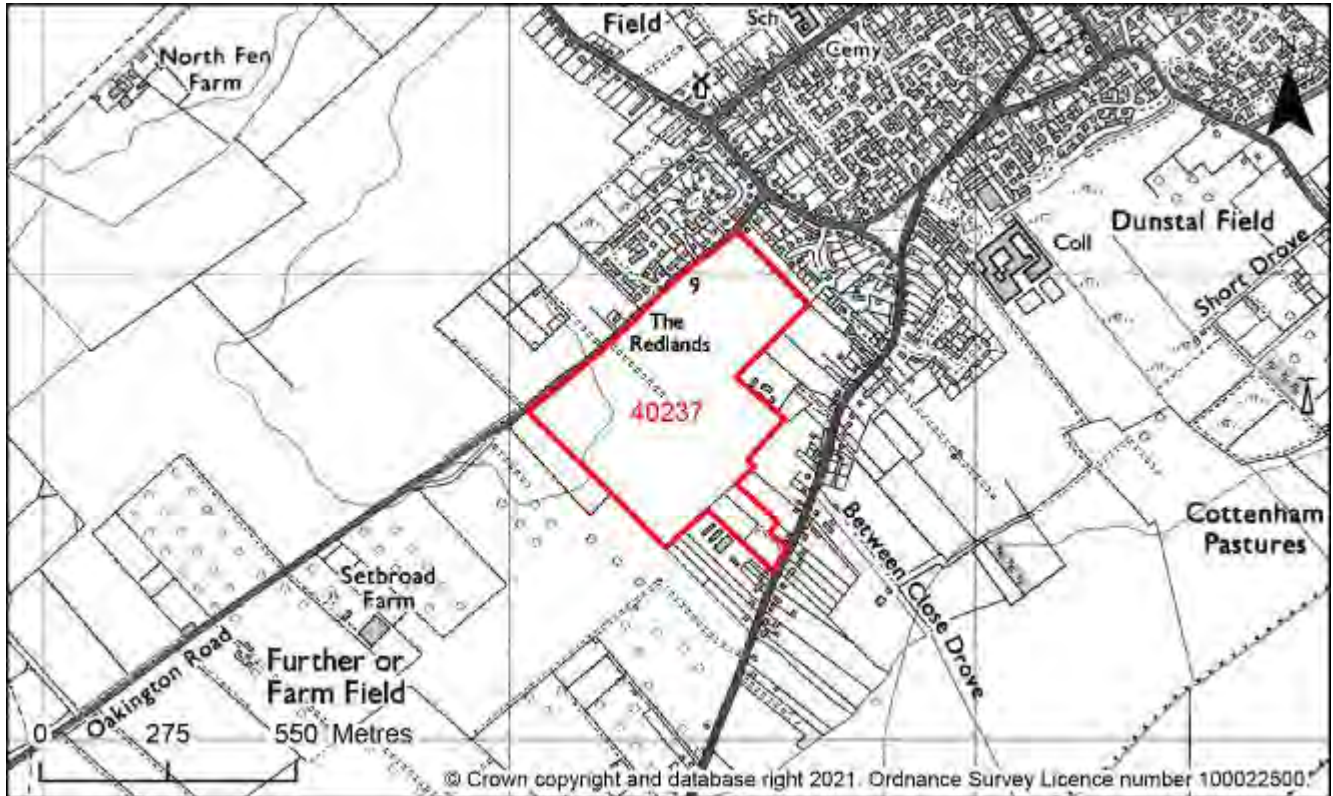 Field
Sch
Cemy
North Fen
Farm
N
Coll
Dunstal Field
Short Drove
9
The
Redlands
40237
Between Close Drove
Cottenham
Pastures
Setbroad
Farm
Oakington Road
Further or
Farm Field
0 275 550 Metres
© Crown copyright and database right 2021. Ordnance Survey Licence number 100022500.